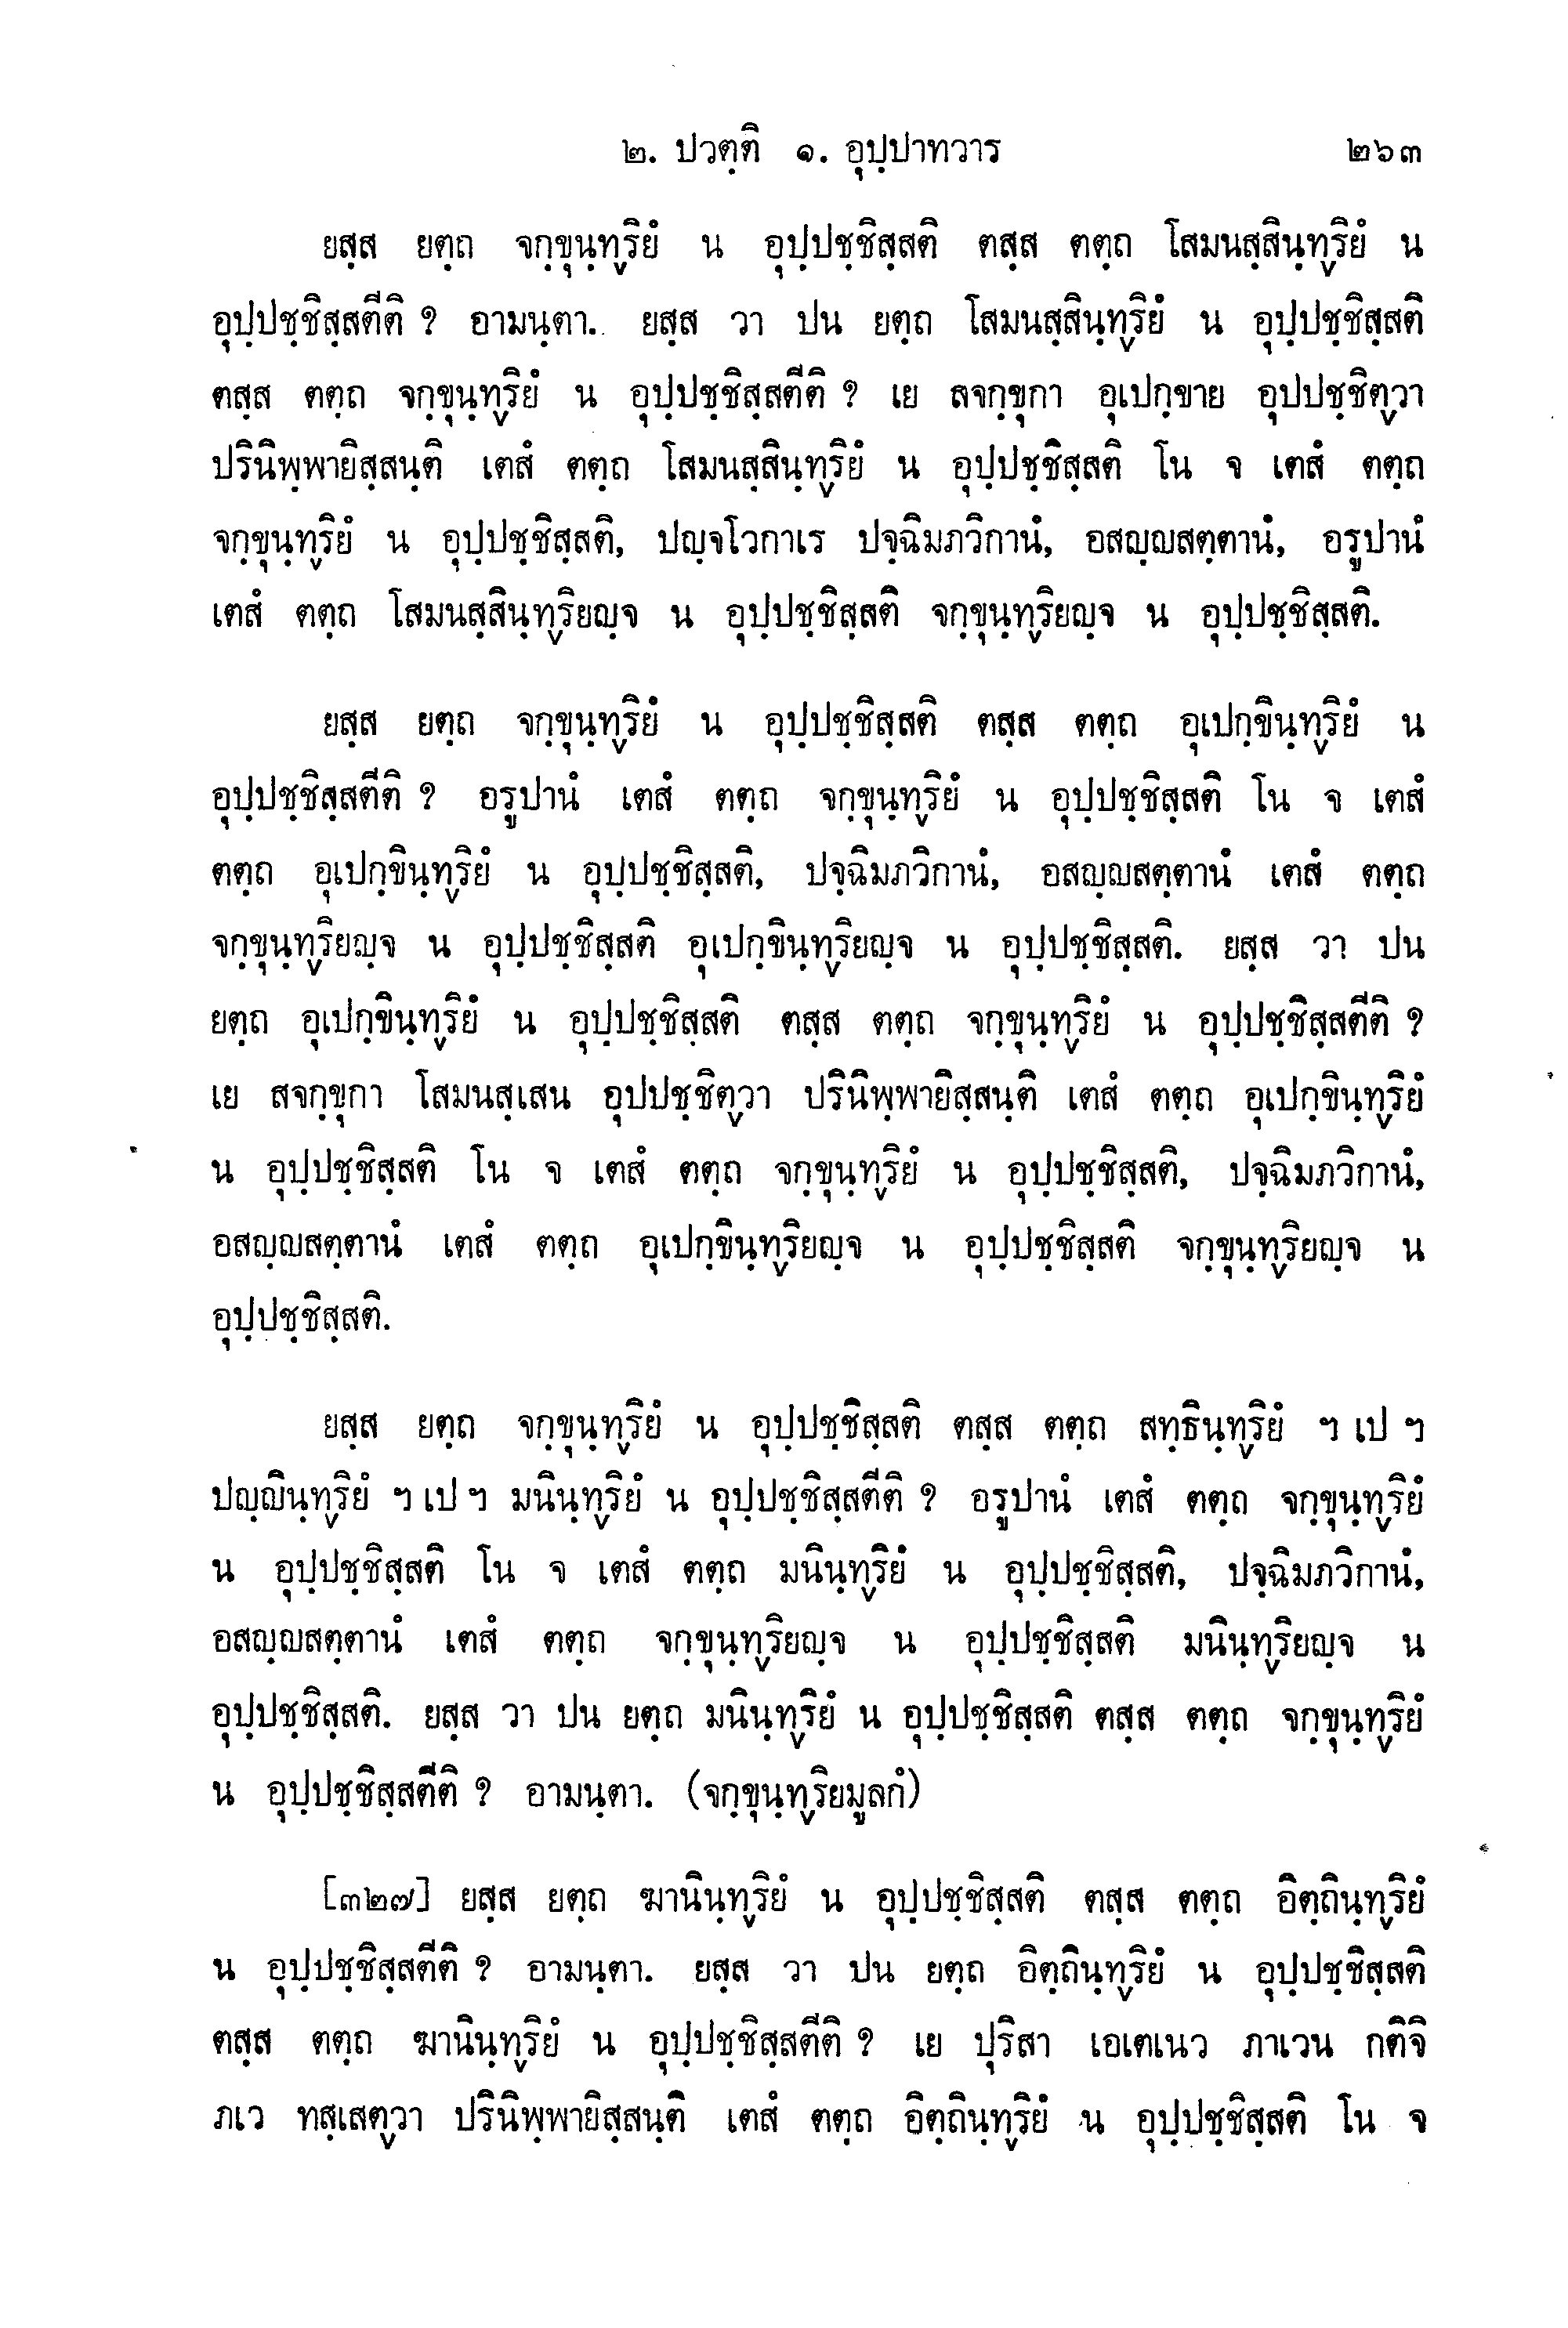 ๒. ปวตฺติ ๑. อุปฺปาทวาร ๒๖๓
ยสฺส ยตฺถ จกฺขุนฺทฺริยํ น อุปฺปชฺชิสฺสติ ตสฺส ตตฺถ โสมนสฺสินฺทฺริยํ น
อุปฺปชฺชิสฺสตีติ ? อามนฺตา. ยสฺส วา ปน ยตฺถ โสมนสฺสินฺทฺริยํ น อุปฺปชฺชิสฺสติ
ตสฺส ตตฺถ จกฺขุนฺทฺริยํ น อุปฺปชฺชิสฺสตีติ ? เย สจกฺขุกา อุเปกฺขาย อุปปชฺชิตฺวา
ปรินิพฺพายิสฺสนฺติ เตสํ ตตฺถ โสมนสฺสินฺทฺริยํ น อุปฺปชฺชิสฺสติ โน จ เตสํ ตตฺถ
จกฺขุนฺทฺริยํ น อุปฺปชฺชิสฺสติ, ปญฺจโวกาเร ปจฺฉิมภวิกานํ, อสญฺญสตฺตานํ, อรูปานํ
เตสํ ตตฺถ โสมนสฺสินฺทฺริยญฺจ น อุปฺปชฺชิสฺสติ จกฺขุนฺทฺริยญฺจ น อุปฺปชฺชิสฺสติ.
ยสฺส ยตฺถ จกฺขุนฺทฺริยํ น อุปฺปชฺชิสฺสติ ตสฺส ตตฺถ อุเปกฺขินฺทฺริยํ น
อุปฺปชฺชิสฺสตีติ ? อรูปานํ เตสํ ตตฺถ จกฺขุนฺทฺริยํ น อุปฺปชฺชิสฺสติ โน จ เตสํ
ตตฺถ อุเปกฺขินฺทฺริยํ น อุปฺปชฺชิสฺสติ, ปจฺฉิมภวิกานํ, อสญฺญสตฺตานํ เตสํ ตตฺถ
จกฺขุนฺทฺริยญฺจ น อุปฺปชฺชิสฺสติ อุเปกฺขินฺทฺริยญฺจ น อุปฺปชฺชิสฺสติ. ยสฺส วา ปน
ยตฺถ อุเปกฺขินฺทฺริยํ น อุปฺปชฺชิสฺสติ ตสฺส ตตฺถ จกฺขุนฺทฺริยํ น อุปฺปชฺชิสฺสตีติ ?
เย สจกฺขุกา โสมนสฺเสน อุปปชฺชิตฺวา ปรินิพฺพายิสฺสนฺติ เตสํ ตตฺถ อุเปกฺขินฺทฺริยํ
น อุปฺปชฺชิสฺสติ โน จ เตสํ ตตฺถ จกฺขุนฺทฺริยํ น อุปฺปชฺชิสฺสติ, ปจฺฉิมภวิกานํ,
อสญฺญสตฺตานํ เตสํ ตตฺถ อุเปกฺขินฺทฺริยญฺจ น อุปฺปชฺชิสฺสติ จกฺขุนฺทฺริยญฺจ น
อุปฺปชฺชิสฺสติ.
ยสฺส ยตฺถ จกฺขุนฺทฺริยํ น อุปฺปชฺชิสฺสติ ตสฺส ตตฺถ สทฺธินฺทฺริยํ ฯ เป ฯ
ปญฺญินฺทฺริยํ ฯ เป ฯ มนินฺทฺริยํ น อุปฺปชฺชิสฺสตีติ ? อรูปานํ เตสํ ตตฺถ จกฺขุนฺทฺริยํ
น อุปฺปชฺชิสฺสติ โน จ เตสํ ตตฺถ มนินฺทฺริยํ น อุปฺปชฺชิสฺสติ, ปจฺฉิมภวิกานํ,
อสญฺญสตฺตานํ เตสํ ตตฺถ จกฺขุนฺทฺริยญฺจ น อุปฺปชฺชิสฺสติ มนินฺทฺริยญฺจ น
อุปฺปชฺชิสฺสติ. ยสฺส วา ปน ยตฺถ มนินฺทฺริยํ น อุปฺปชฺชิสฺสติ ตสฺส ตตฺถ จกฺขุนฺทฺริยํ
น อุปฺปชฺชิสฺสตีติ ? อามนฺตา. (จกฺขุนฺทฺริยมูลกํ)
[๓๒๗] ยสฺส ยตฺถ ฆานินฺทฺริยํ น อุปฺปชฺชิสฺสติ ตสฺส ตตฺถ อิตฺถินฺทฺริยํ
น อุปฺปชฺชิสฺสตีติ ? อามนฺตา. ยสฺส วา ปน ยตฺถ อิตฺถินฺทฺริยํ น อุปฺปชฺชิสฺสติ
ตสฺส ตตฺถ ฆานินฺทฺริยํ น อุปฺปชฺชิสฺสตีติ ? เย ปุริสา เอเตเนว ภาเวน กติจิ
ภเว ทสฺเสตฺวา ปรินิพฺพายิสฺสนฺติ เตสํ ตตฺถ อิตฺถินฺทฺริยํ น อุปฺปชฺชิสฺสติ โน จ